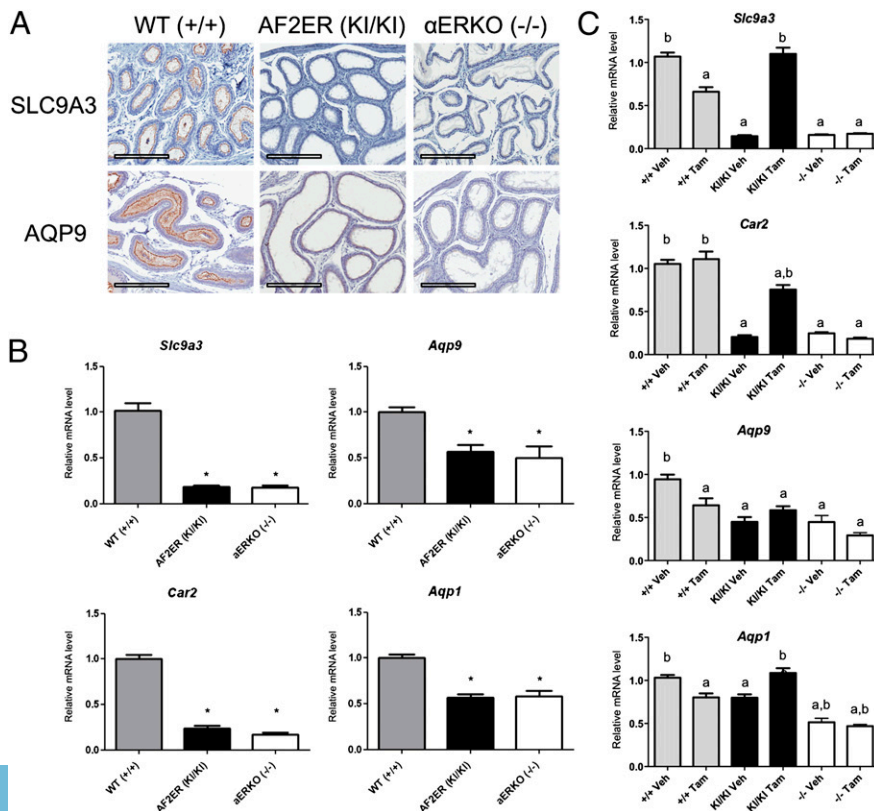 A
WT (+/+) AF2ER (KI/KI) αERKO (-/-)
SLC9A3
AQP9
B
Slc9a3
Relative mRNA level
1.5
1.0
0.5
0.0
WT (+/+)
AF2ER (KI/KI)
aERKO (-/-)
* *
Aqp9
Relative mRNA level
1.5
1.0
0.5
0.0
WT (+/+)
AF2ER (KI/KI)
aERKO (-/-)
* *
Car2
Relative mRNA level
1.5
1.0
0.5
0.0
WT (+/+)
AF2ER (KI/KI)
aERKO (-/-)
* *
Aqp1
Relative mRNA level
1.5
1.0
0.5
0.0
WT (+/+)
AF2ER (KI/KI)
aERKO (-/-)
* *
C
Slc9a3
Relative mRNA level
1.5
1.0
0.5
0.0
b a a b a a
+/+ Veh
+/+ Tam
KI/KI Veh
KI/KI Tam
-/- Veh
-/- Tam
Car2
Relative mRNA level
1.5
1.0
0.5
0.0
b b a a,b a a
+/+ Veh
+/+ Tam
KI/KI Veh
KI/KI Tam
-/- Veh
-/- Tam
Aqp9
Relative mRNA level
1.5
1.0
0.5
0.0
b a a a a a
+/+ Veh
+/+ Tam
KI/KI Veh
KI/KI Tam
-/- Veh
-/- Tam
Aqp1
Relative mRNA level
1.5
1.0
0.5
0.0
b a a b a,b a,b
+/+ Veh
+/+ Tam
KI/KI Veh
KI/KI Tam
-/- Veh
-/- Tam